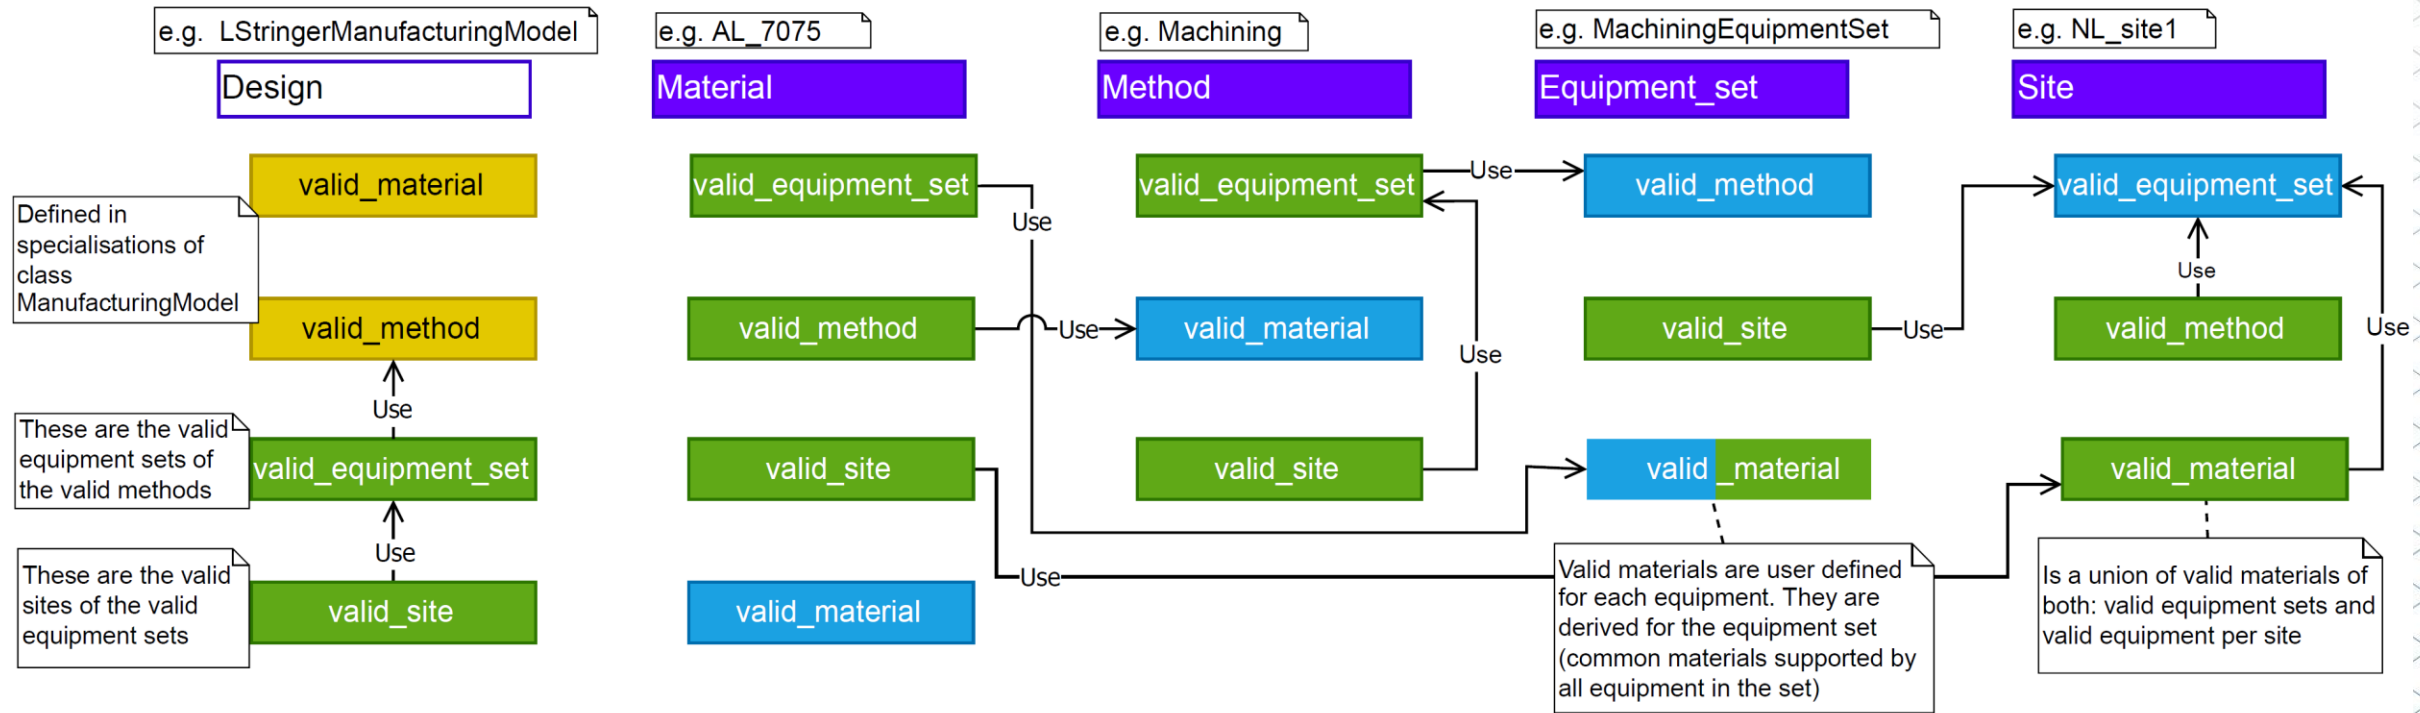 e.g.  LStringerManufacturingModel
e.g. AL_7075
e.g. Machining
e.g. MachiningEquipmentSet
e.g. NL_site1
Design
Material
Method
Equipment_set
Site
valid_material
valid_equipment_set
valid_equipment_set
Use
valid_method
valid_equipment_set
Defined in
specialisations of
class
ManufacturingModel
Use
Use
valid_method
valid_method
Use
valid_material
Use
valid_site
Use
valid_method
Use
Use
These are the valid
equipment sets of
the valid methods
valid_equipment_set
valid_site
valid_site
valid_material
valid_material
Use
These are the valid
sites of the valid
equipment sets
valid_site
Use
valid_material
Valid materials are user defined
for each equipment. They are
derived for the equipment set
(common materials supported by
all equipment in the set)
Is a union of valid materials of
both: valid equipment sets and
valid equipment per site